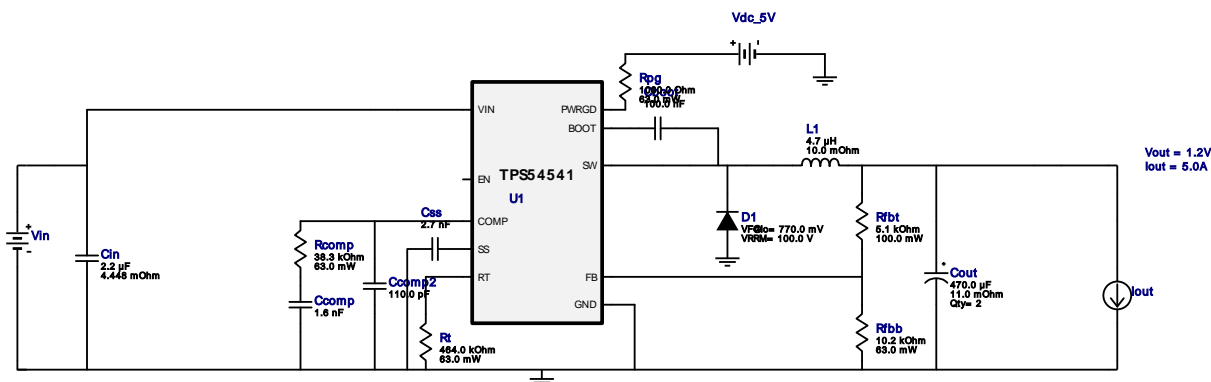 Vdc_5V
Rpg
63.0 mW
100.0 nF
VIN
PWRGD
BOOT
SW
EN
TPS54541
U1
COMP
SS
RT
FB
GND
L1
4.7 µH
10.0 mOhm
Vout = 1.2V
Iout = 5.0A
Vin
Cin
2.2 µF
4.448 mOhm
Rcomp
38.3 kOhm
63.0 mW
Ccomp
1.6 nF
Css
2.7 nF
Ccomp2
110.0 pF
Rt
464.0 kOhm
63.0 mW
D1
= 770.0 mV
VRRM= 100.0 V
Rfbt
5.1 kOhm
100.0 mW
Cout
470.0 µF
11.0 mOhm
Qty= 2
Iout
Rfbb
10.2 kOhm
63.0 mW